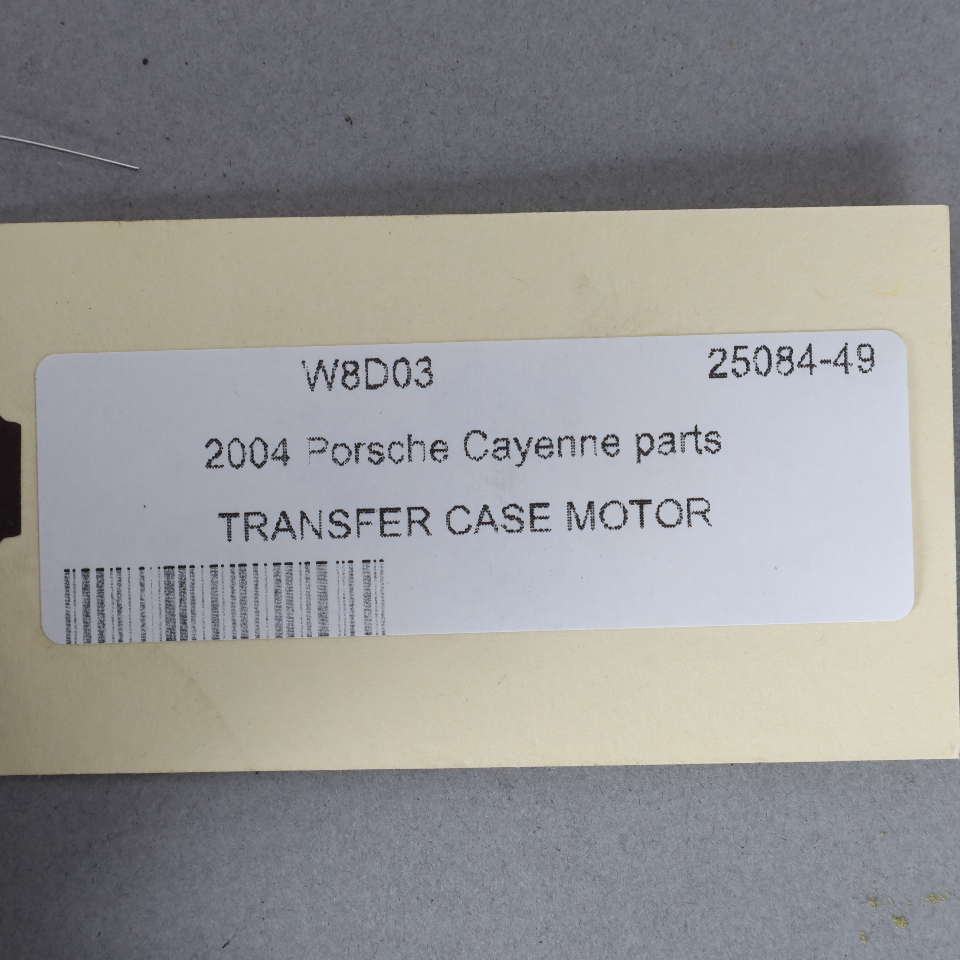 W8D03 25084-49
2004 Porsche Cayenne parts
TRANSFER CASE MOTOR